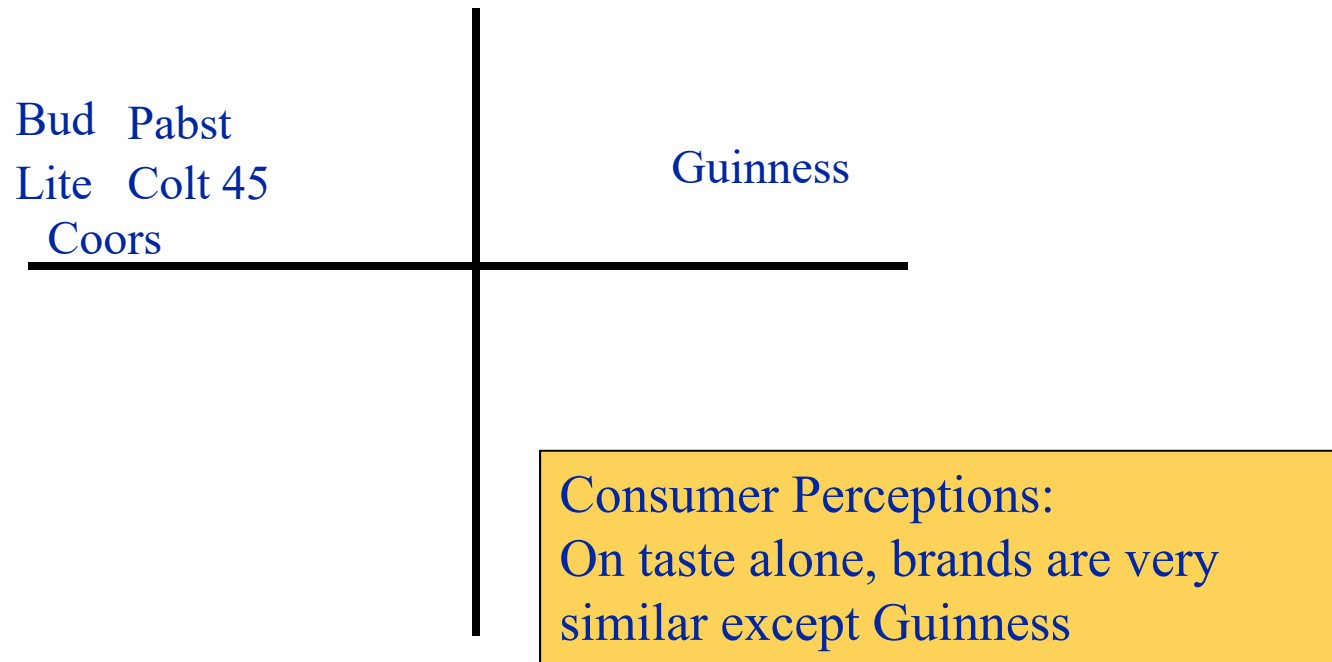 Bud Pabst
Lite Colt 45
Coors
Guinness
Consumer Perceptions:
On taste alone, brands are very
similar except Guinness